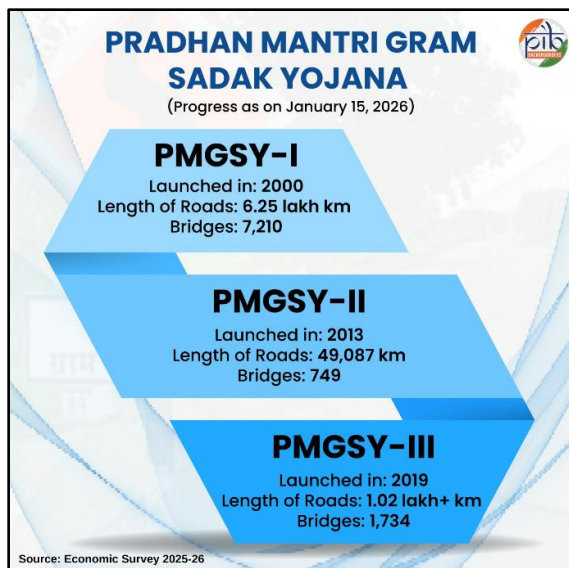 PRADHAN MANTRI GRAM
SADAK YOJANA
(Progress as on January 15, 2026)
pib
PMGSY-I
Launched in: 2000
Length of Roads: 6.25 lakh km
Bridges: 7,210
PMGSY-II
Launched in: 2013
Length of Roads: 49,087 km
Bridges: 749
ग्राम
PMGSY-III
Launched in: 2019
Length of Roads: 1.02 lakh+ km
Bridges: 1,734
Source: Economic Survey 2025-26